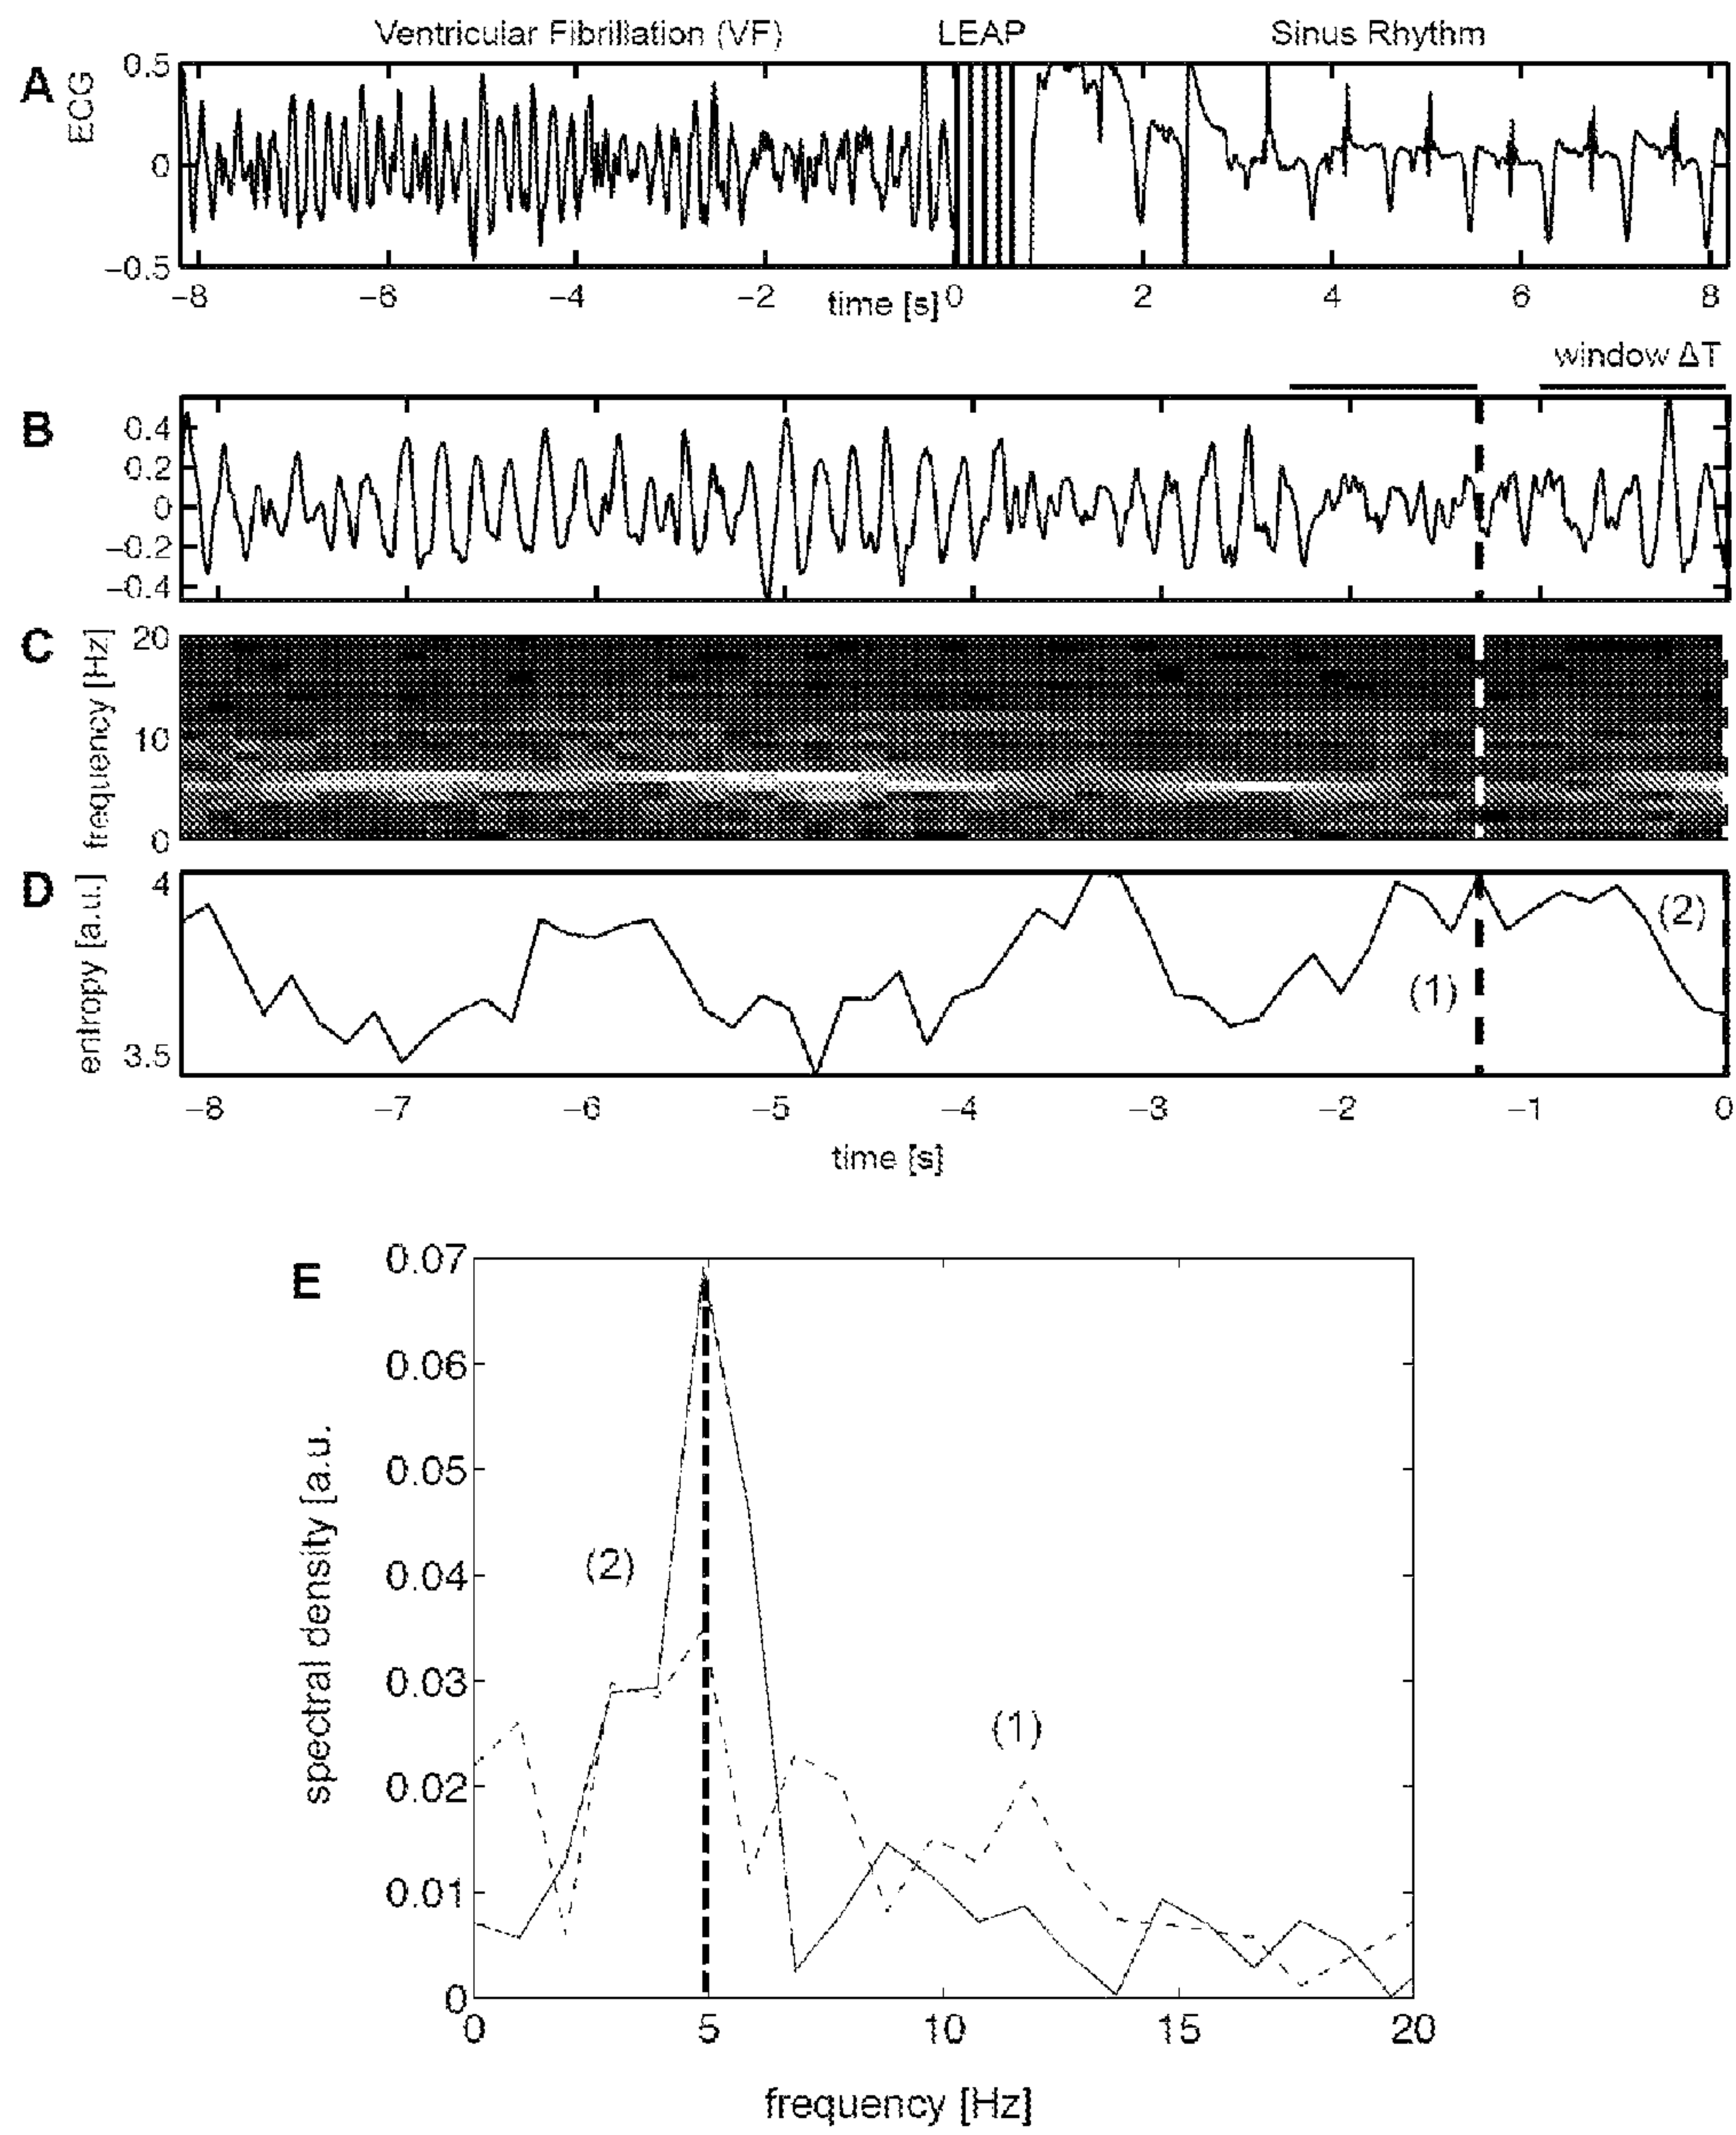 Ventricular Fibrillation (VF) LEAP Sinus Rhythm
A ECG
0.5
0
−0.5
−8 −6 −4 −2 time [s] 0 2 4 6 8
window ΔT
B
0.4
0.2
0
−0.2
−0.4
C frequency [Hz]
20
10
0
D entropy [a.u.]
4
3.5
(1)
(2)
−8 −7 −6 −5 −4 −3 −2 −1 0
time [s]
E
spectral density [a.u.
0.07
0.06
0.05
0.04
0.03
0.02
0.01
0
(2)
(1)
0 5 10 15 20
frequency [Hz]